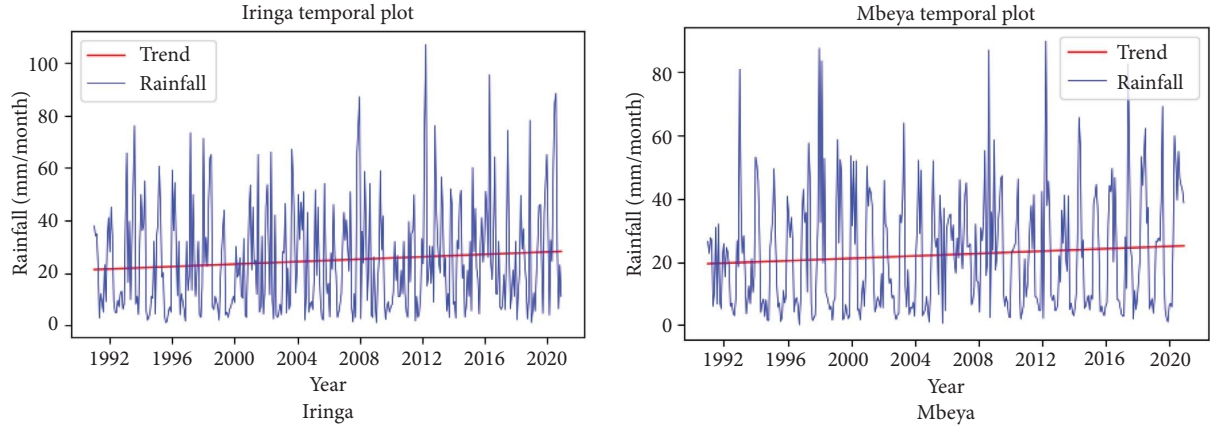 Iringa temporal plot
Trend
Rainfall
Rainfall (mm/month)
100
80
60
40
20
0
1992 1996 2000 2004 2008 2012 2016 2020
Year
Iringa
Mbeya temporal plot
Trend
Rainfall
Rainfall (mm/month)
80
60
40
20
0
1992 1996 2000 2004 2008 2012 2016 2020
Year
Mbeya